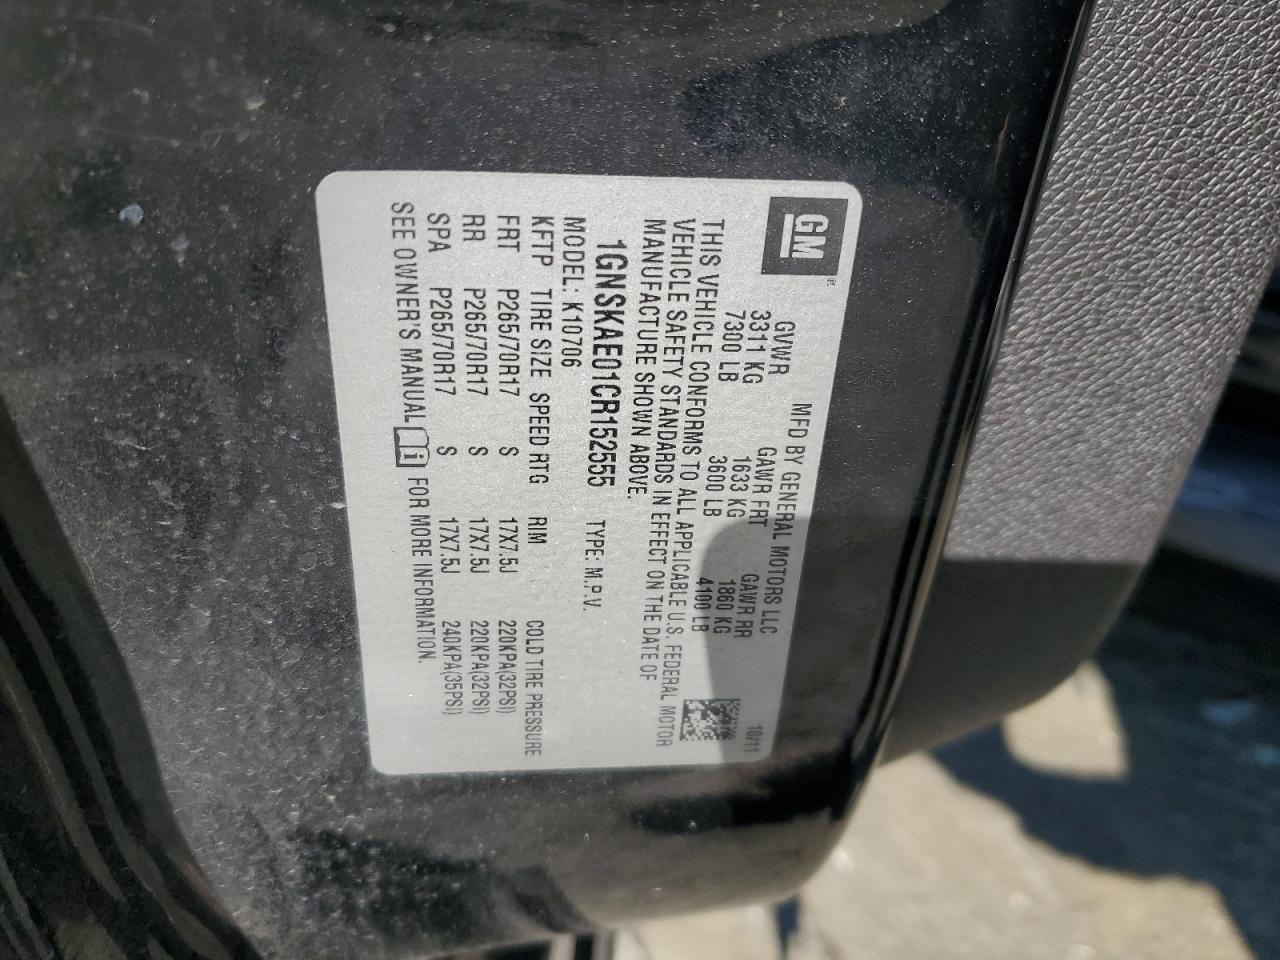 GM
MFD BY GENERAL MOTORS LLC 10/11
GVWR GAWR FRT GAWR RR
3311 KG 1633 KG 1860 KG
7300 LB 3600 LB 4100 LB
THIS VEHICLE CONFORMS TO ALL APPLICABLE U.S. FEDERAL MOTOR
VEHICLE SAFETY STANDARDS IN EFFECT ON THE DATE OF
MANUFACTURE SHOWN ABOVE.
1GNSKAE01CR152555 TYPE: M.P.V.
MODEL: K10706
KFTP TIRE SIZE SPEED RTG RIM COLD TIRE PRESSURE
FRT P265/70R17 S 17X7.5J 220KPA(32PSI)
RR P265/70R17 S 17X7.5J 220KPA(32PSI)
SPA P265/70R17 S 17X7.5J 240KPA(35PSI)
SEE OWNER'S MANUAL i FOR MORE INFORMATION.